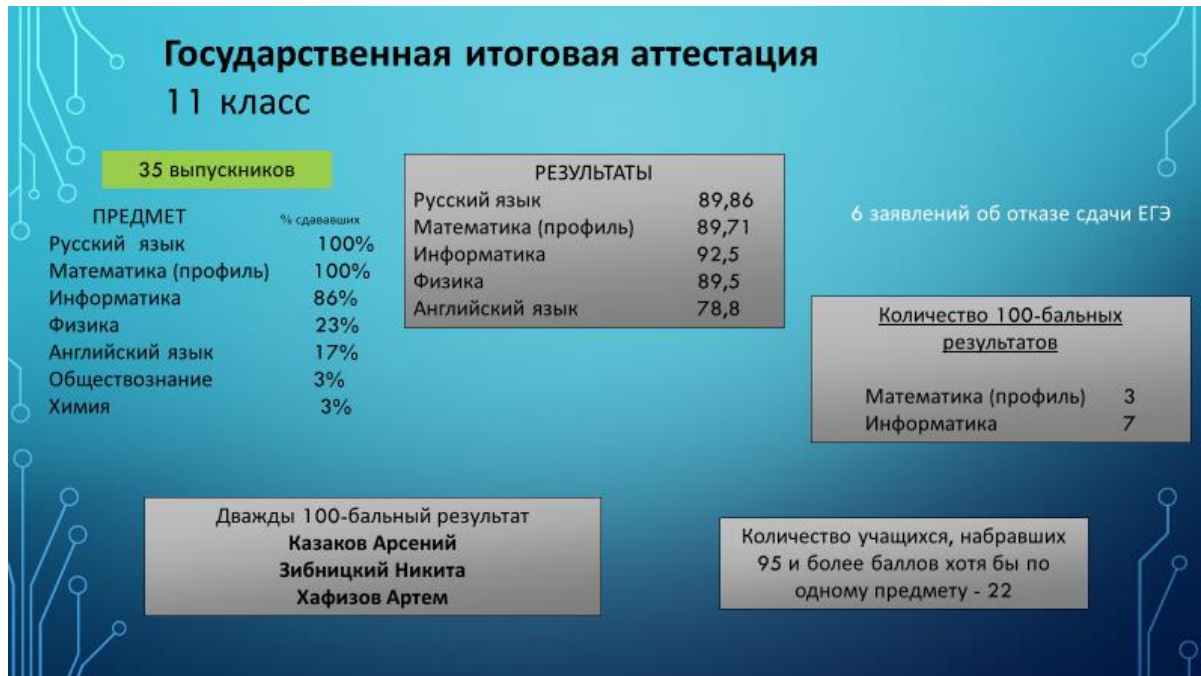 Государственная итоговая аттестация
11 класс
35 выпускников
ПРЕДМЕТ % сдававших
Русский язык 100%
Математика (профиль) 100%
Информатика 86%
Физика 23%
Английский язык 17%
Обществознание 3%
Химия 3%
РЕЗУЛЬТАТЫ
Русский язык 89,86
Математика (профиль) 89,71
Информатика 92,5
Физика 89,5
Английский язык 78,8
6 заявлений об отказе сдачи ЕГЭ
Количество 100-бальных
результатов
Математика (профиль) 3
Информатика 7
Дважды 100-бальный результат
Казаков Арсений
Зибницкий Никита
Хафизов Артем
Количество учащихся, набравших
95 и более баллов хотя бы по
одному предмету - 22